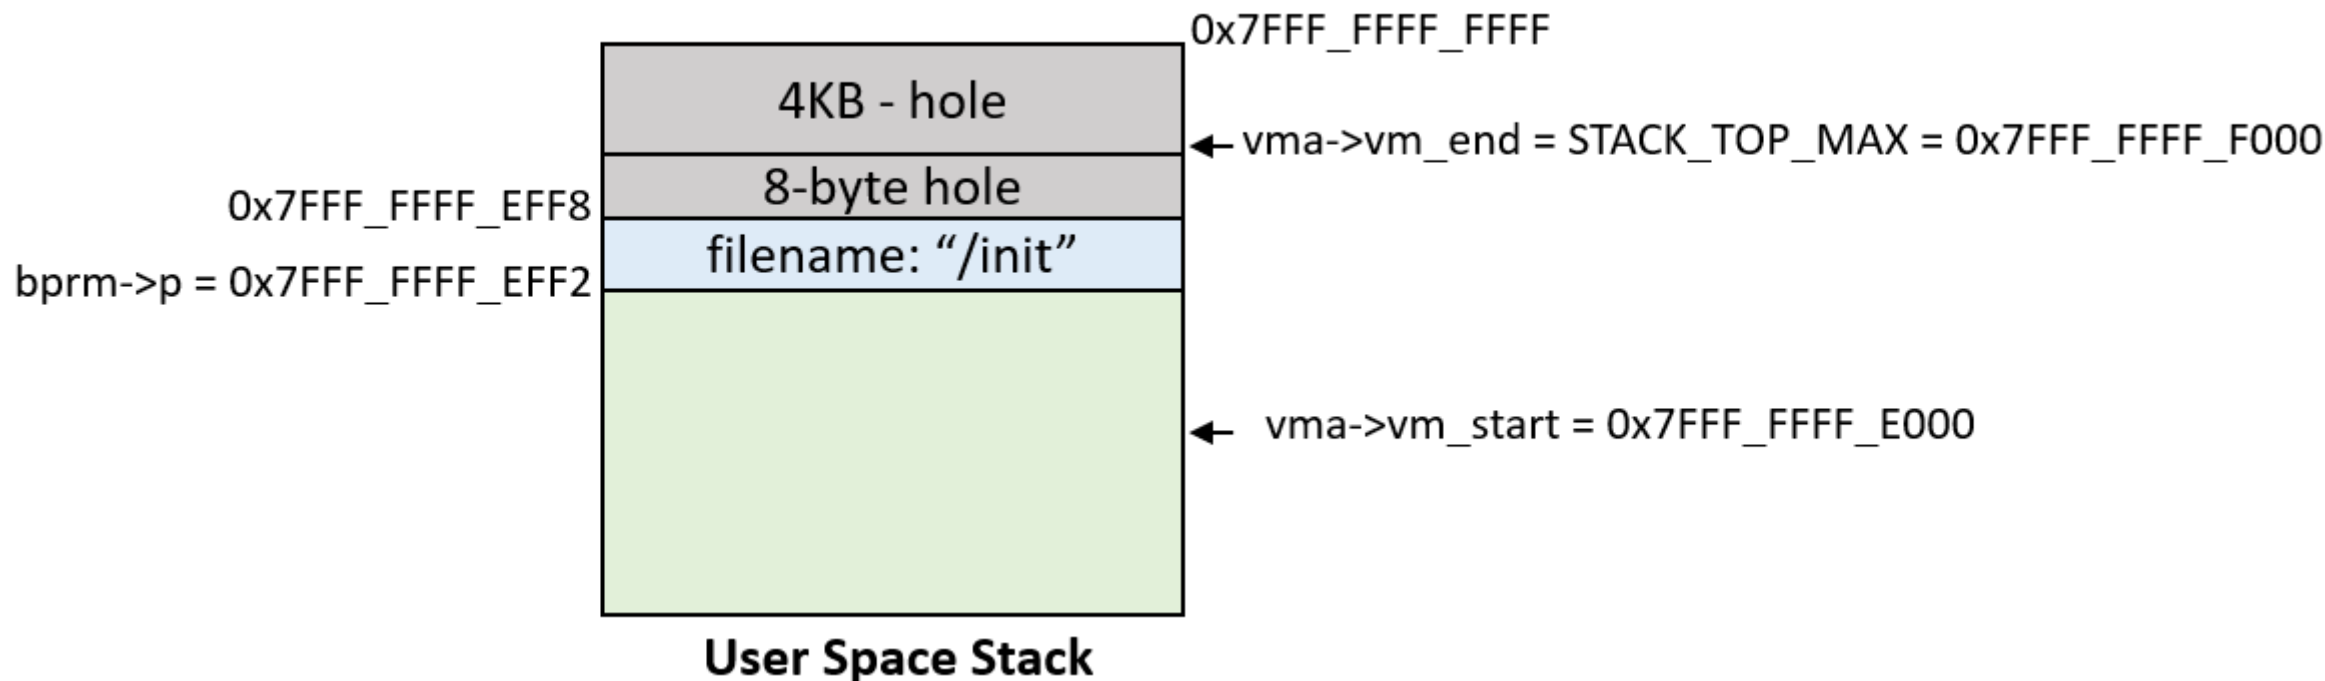 0x7FFF_FFFF_FFFF
4KB - hole
vma->vm_end = STACK_TOP_MAX = 0x7FFF_FFFF_F000
8-byte hole
0x7FFF_FFFF_EFF8
filename: “/init”
bprm->p = 0x7FFF_FFFF_EFF2
vma->vm_start = 0x7FFF_FFFF_E000
User Space Stack